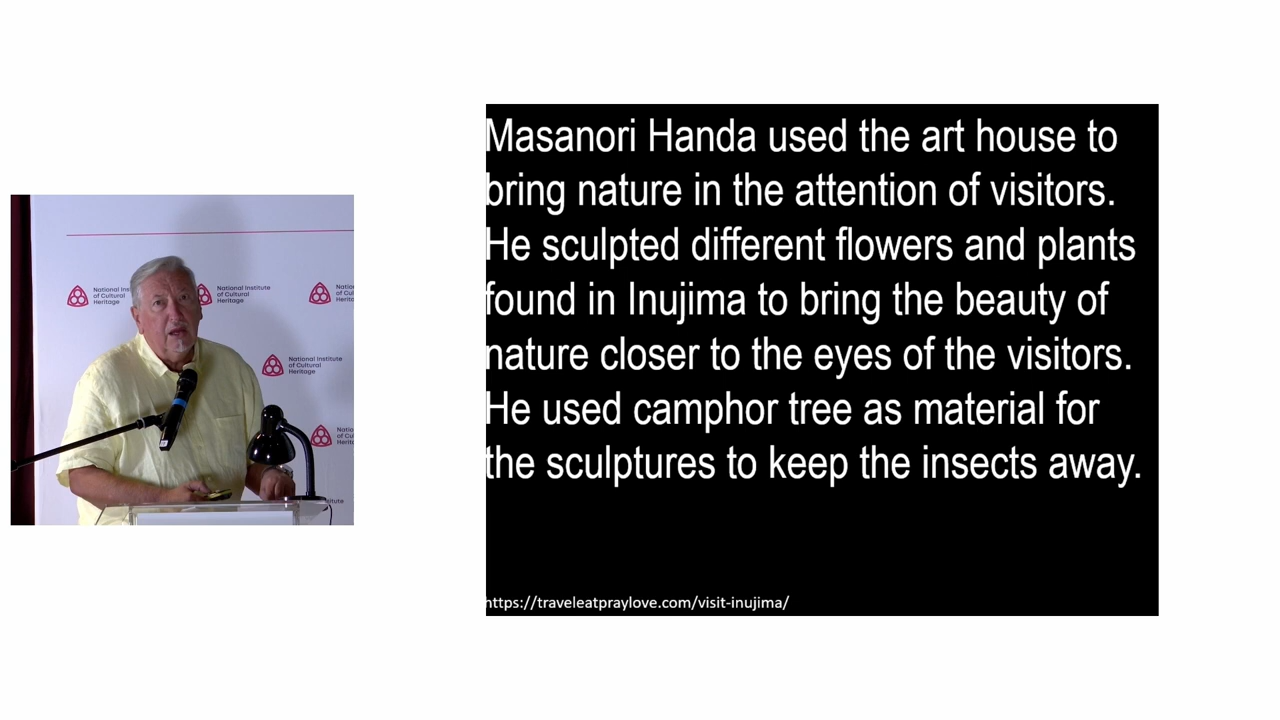 National Institute
of Cultural
Heritage
National Institute
of Cultural
Heritage
National Institute
of Cultural
Heritage
Masanori Handa used the art house to
bring nature in the attention of visitors.
He sculpted different flowers and plants
found in Inujima to bring the beauty of
nature closer to the eyes of the visitors.
He used camphor tree as material for
the sculptures to keep the insects away.
https://traveleatpraylove.com/visit-inujima/